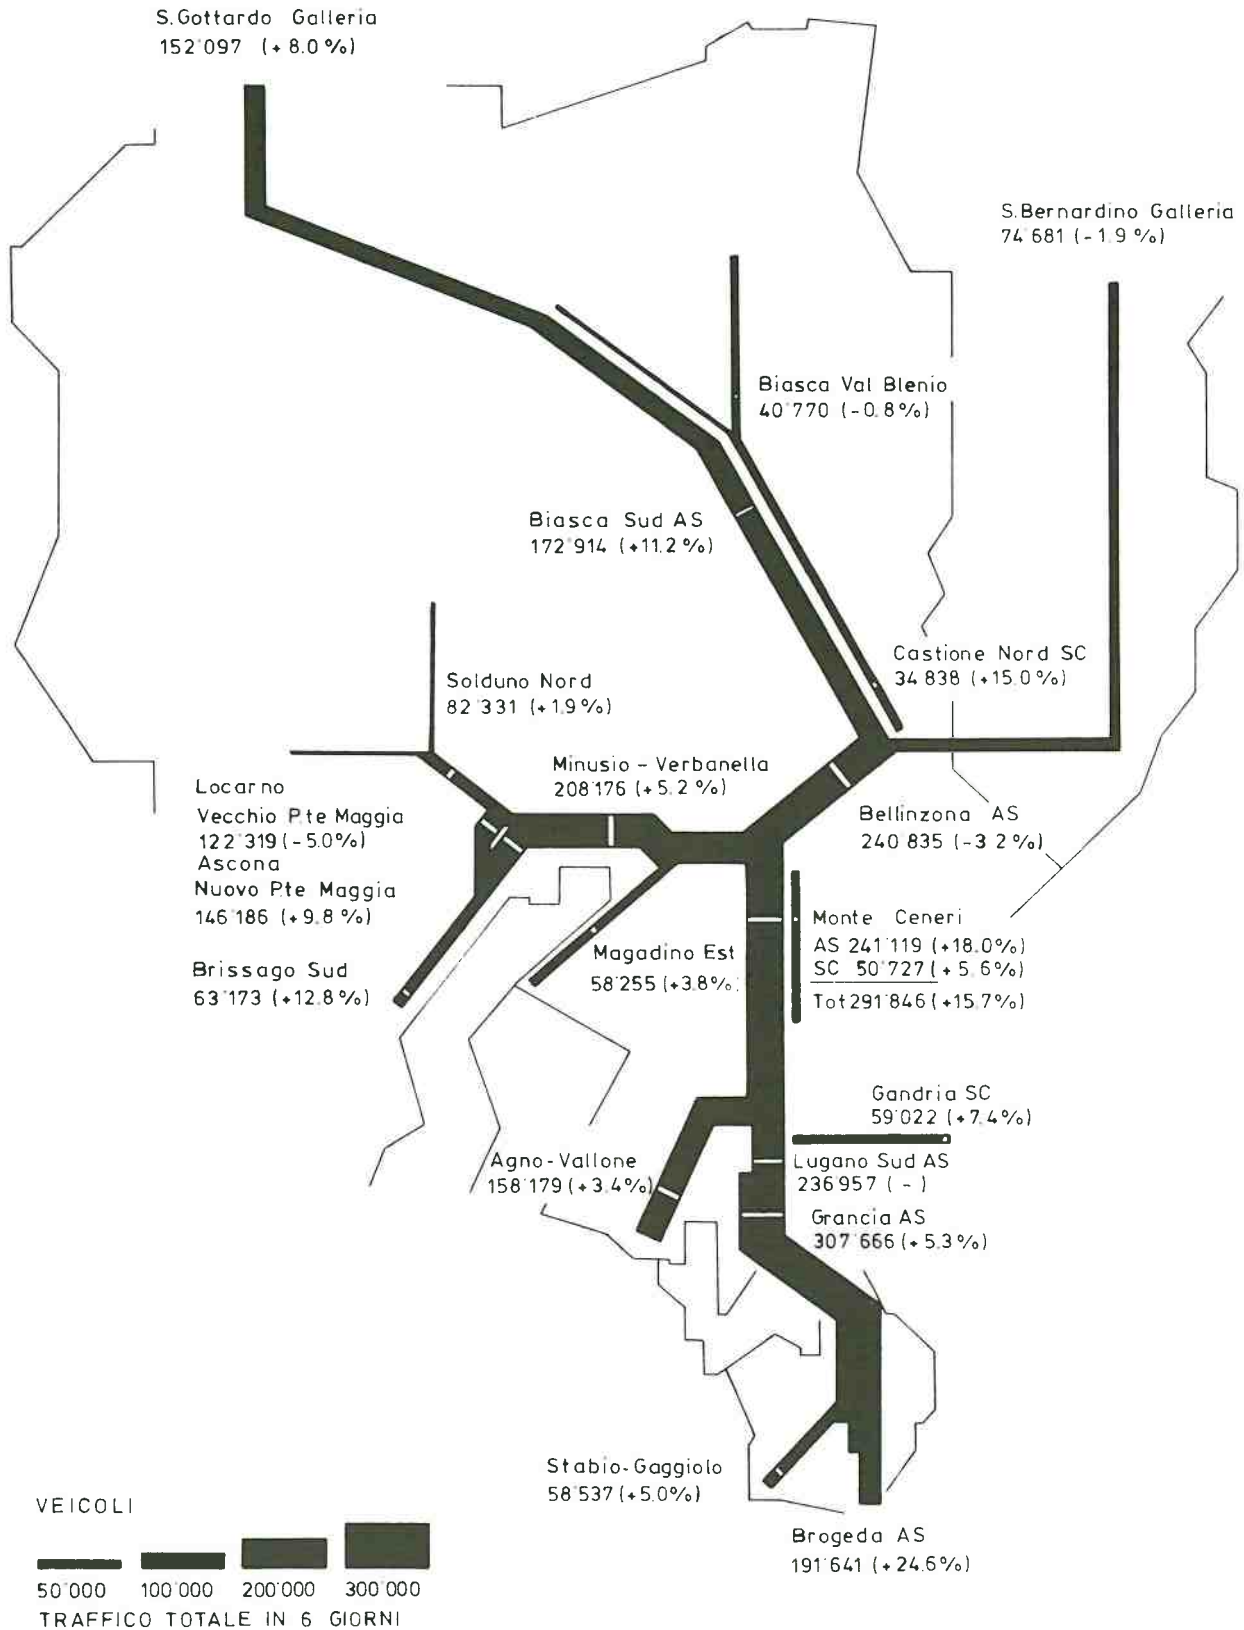 S.Gottardo Galleria
152'097 (+8.0%)
S.Bernardino Galleria
74'681 (-1.9%)
Biasca Val Blenio
40'770 (-0.8%)
Biasca Sud AS
172'914 (+11.2%)
Castione Nord SC
34'838 (+15.0%)
Solduno Nord
82'331 (+1.9%)
Minusio - Verbanella
208'176 (+5.2%)
Locarno
Vecchio P.te Maggia
122'319 (-5.0%)
Ascona
Nuovo P.te Maggia
146'186 (+9.8%)
Bellinzona AS
240'835 (-3.2%)
Monte Ceneri
AS 241'119 (+18.0%)
SC 50'727 (+5.6%)
Tot 291'846 (+15.7%)
Magadino Est
58'255 (+3.8%)
Brissago Sud
63'173 (+12.8%)
Gandria SC
59'022 (+7.4%)
Agno-Vallone
158'179 (+3.4%)
Lugano Sud AS
236'957 (-)
Grancia AS
307'666 (+5.3%)
Stabio-Gaggiolo
58'537 (+5.0%)
Brogeda AS
191'641 (+24.6%)
VEICOLI
50'000 100'000 200'000 300'000
TRAFFICO TOTALE IN 6 GIORNI